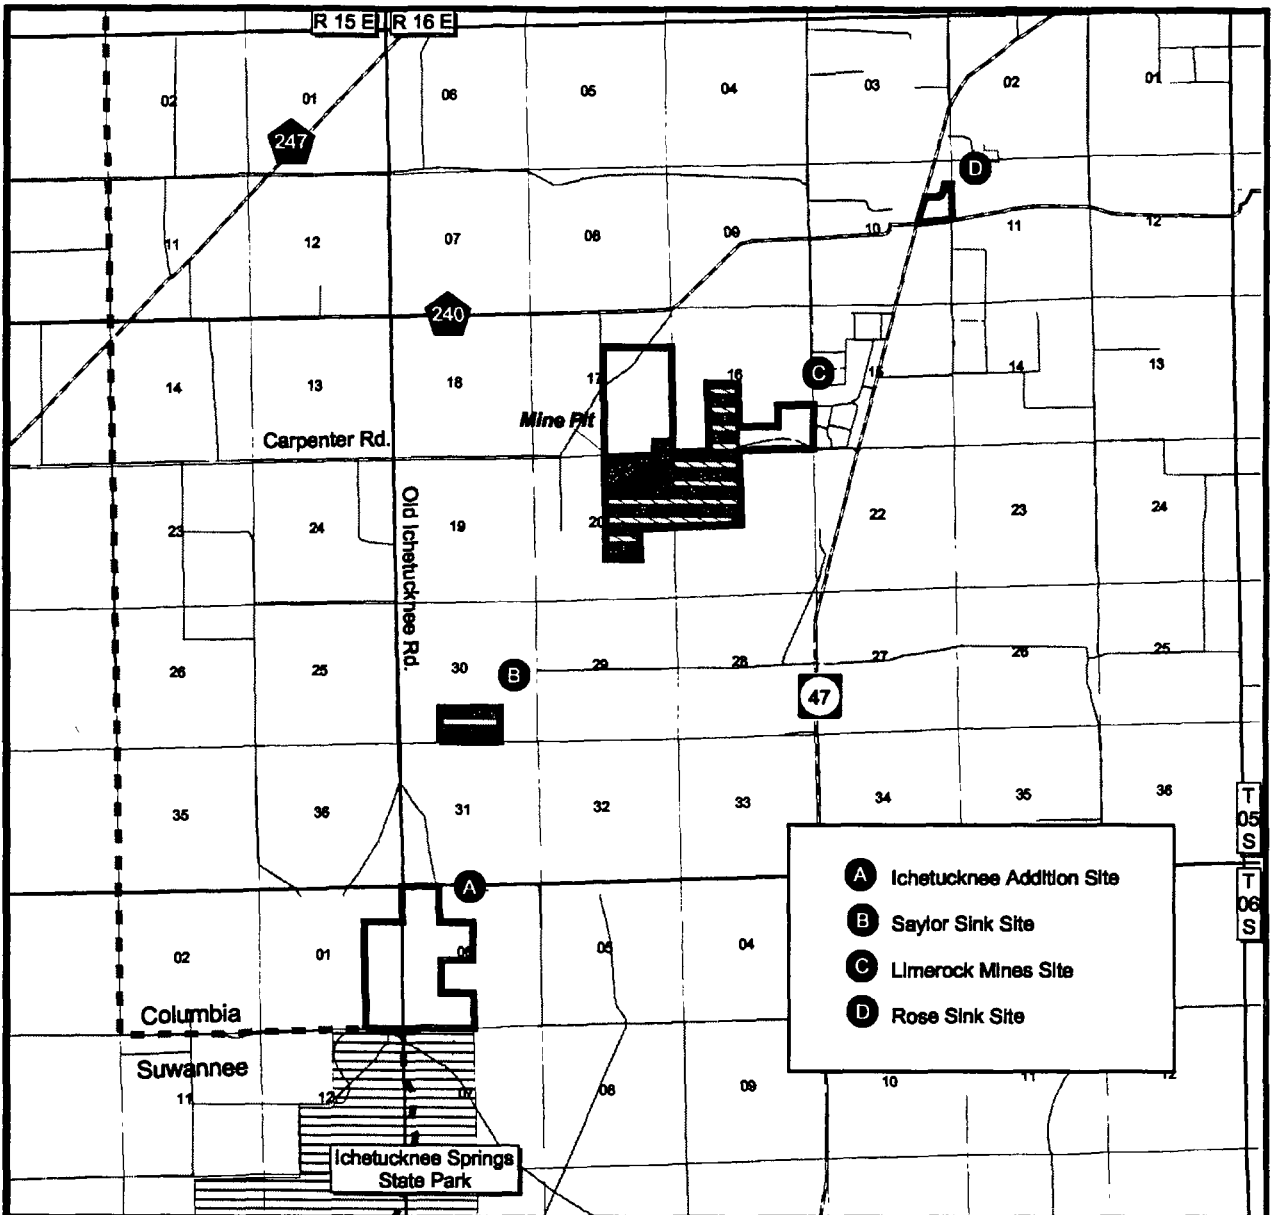 R 15 E R 16 E
02 01 06 05 04 03 02 01
247
D
11 12 07 08 09 10 11 12
240
14 13 18 17 16 C 15 14 13
Mine Pit
Carpenter Rd.
Old Ichetucknee Rd.
23 24 19 20 22 23 24
26 25 30 B 29 28 27 26 25
47
35 36 31 32 33 34 35 36
T
05
S
T
06
S
A
A Ichetucknee Addition Site
B Saylor Sink Site
C Limerock Mines Site
D Rose Sink Site
02 01 06 05 04
Columbia
Suwannee
11 12 07 08 09 10 11 12
Ichetucknee Springs
State Park